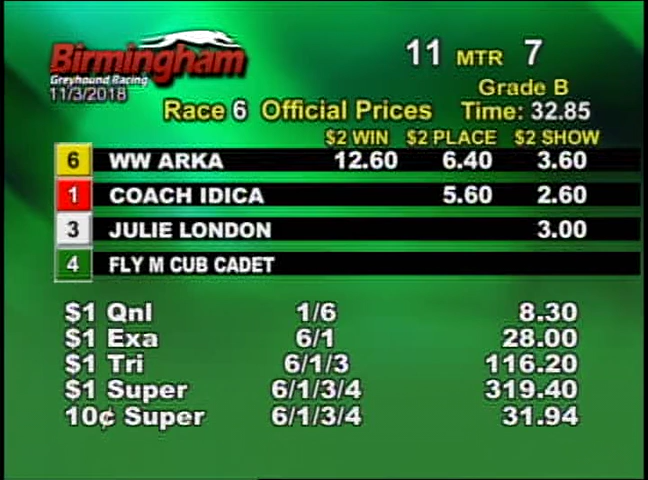 Birmingham
Greyhound Racing
11/3/2018
11 MTR 7
Grade B
Race 6 Official Prices Time: 32.85
$2 WIN $2 PLACE $2 SHOW
6 WW ARKA 12.60 6.40 3.60
1 COACH IDICA 5.60 2.60
3 JULIE LONDON 3.00
4 FLY M CUB CADET
$1 Qnl 1/6 8.30
$1 Exa 6/1 28.00
$1 Tri 6/1/3 116.20
$1 Super 6/1/3/4 319.40
10¢ Super 6/1/3/4 31.94